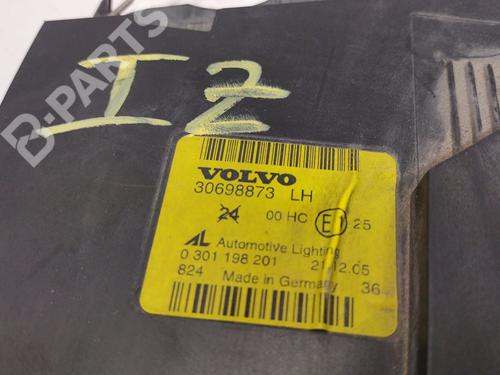 B-PARTS
I2
VOLVO
30698873 LH
24 00 HC E1 25
AL Automotive Lighting
0 301 198 201 21.12.05
824 Made in Germany 36